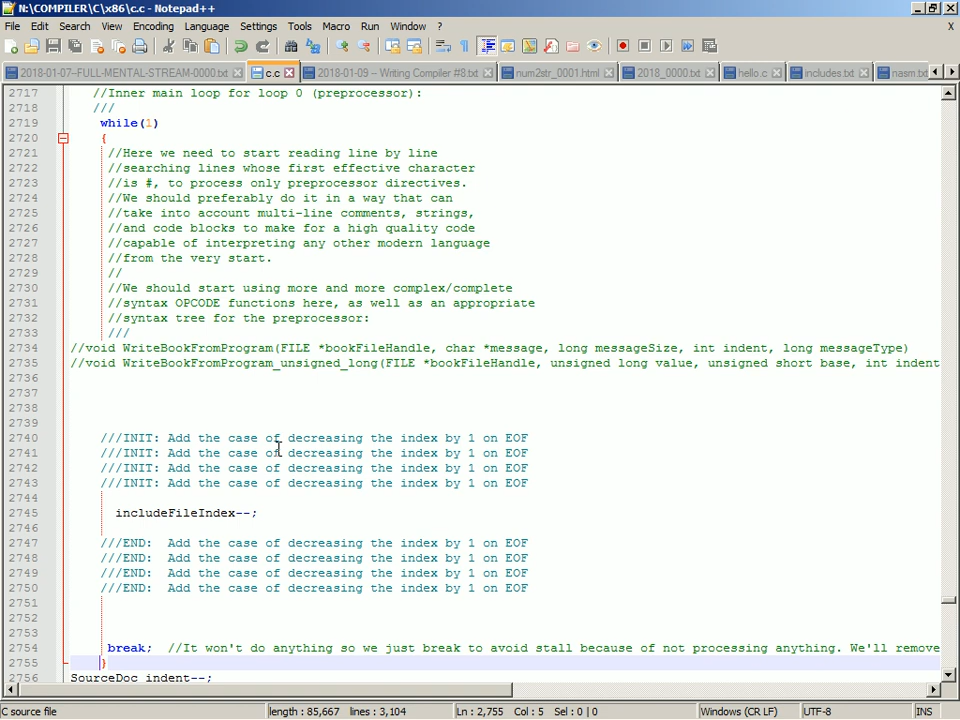 N:\COMPILER\C\x86\c.c - Notepad++
File Edit Search View Encoding Language Settings Tools Macro Run Window ? X
2018-01-07-FULL-MENTAL-STREAM-0000.txt c.c 2018-01-09 -- Writing Compiler #8.txt num2str_0001.html 2018_0000.txt hello.c includes.txt nasm.txt
2717 //Inner main loop for loop 0 (preprocessor):
2718 ///
2719 while(1)
2720 {
2721 //Here we need to start reading line by line
2722 //searching lines whose first effective character
2723 //is #, to process only preprocessor directives.
2724 //We should preferably do it in a way that can
2725 //take into account multi-line comments, strings,
2726 //and code blocks to make for a high quality code
2727 //capable of interpreting any other modern language
2728 //from the very start.
2729 //
2730 //We should start using more and more complex/complete
2731 //syntax OPCODE functions here, as well as an appropriate
2732 //syntax tree for the preprocessor:
2733 ///
2734 //void WriteBookFromProgram(FILE *bookFileHandle, char *message, long messageSize, int indent, long messageType)
2735 //void WriteBookFromProgram_unsigned_long(FILE *bookFileHandle, unsigned long value, unsigned short base, int indent
2736
2737
2738
2739
2740 ///INIT: Add the case of decreasing the index by 1 on EOF
2741 ///INIT: Add the case of decreasing the index by 1 on EOF
2742 ///INIT: Add the case of decreasing the index by 1 on EOF
2743 ///INIT: Add the case of decreasing the index by 1 on EOF
2744
2745 includeFileIndex--;
2746
2747 ///END:  Add the case of decreasing the index by 1 on EOF
2748 ///END:  Add the case of decreasing the index by 1 on EOF
2749 ///END:  Add the case of decreasing the index by 1 on EOF
2750 ///END:  Add the case of decreasing the index by 1 on EOF
2751
2752
2753
2754 break;  //It won't do anything so we just break to avoid stall because of not processing anything. We'll remove
2755 }
2756 SourceDoc_indent--;
C source file length : 85,667 lines : 3,104 Ln : 2,755 Col : 5 Sel : 0 | 0 Windows (CR LF) UTF-8 INS